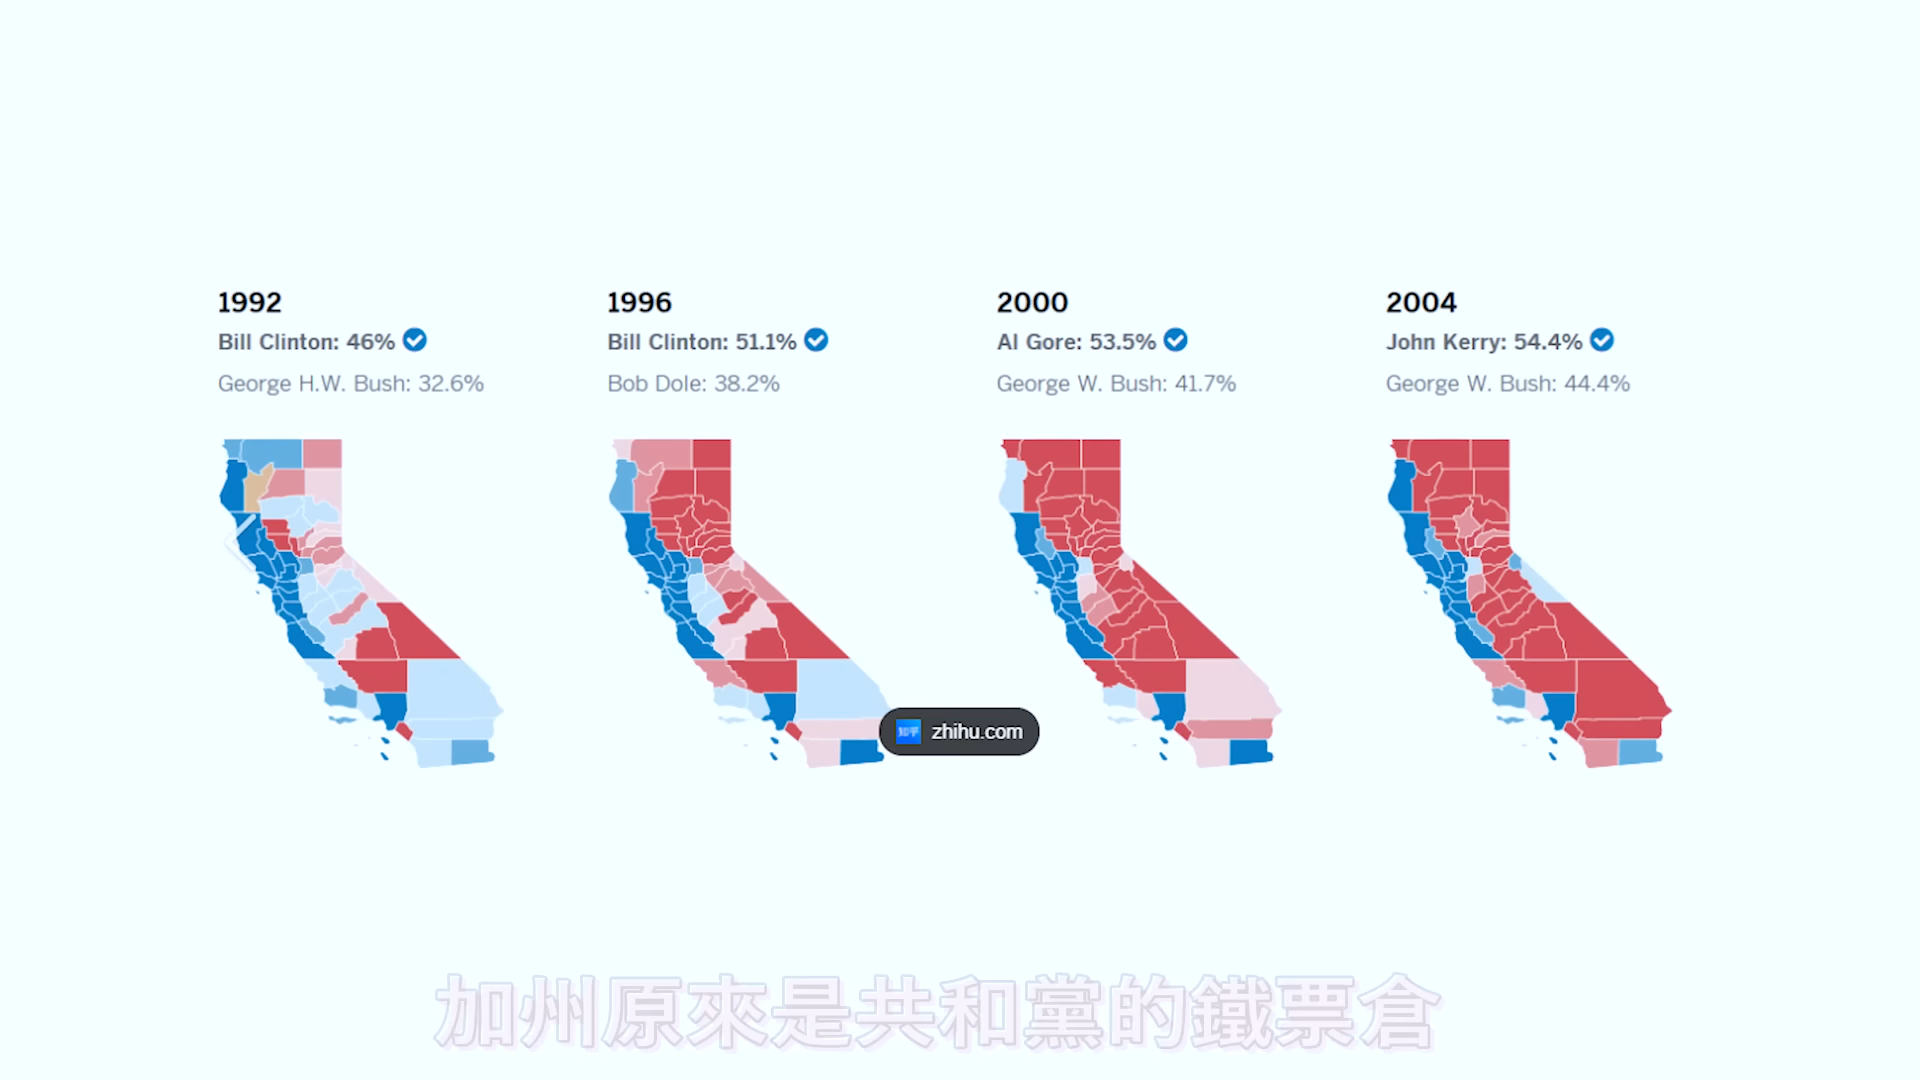 1992
Bill Clinton: 46%
George H.W. Bush: 32.6%
1996
Bill Clinton: 51.1%
Bob Dole: 38.2%
2000
Al Gore: 53.5%
George W. Bush: 41.7%
2004
John Kerry: 54.4%
George W. Bush: 44.4%
知乎 zhihu.com
加州原來是共和黨的鐵票倉